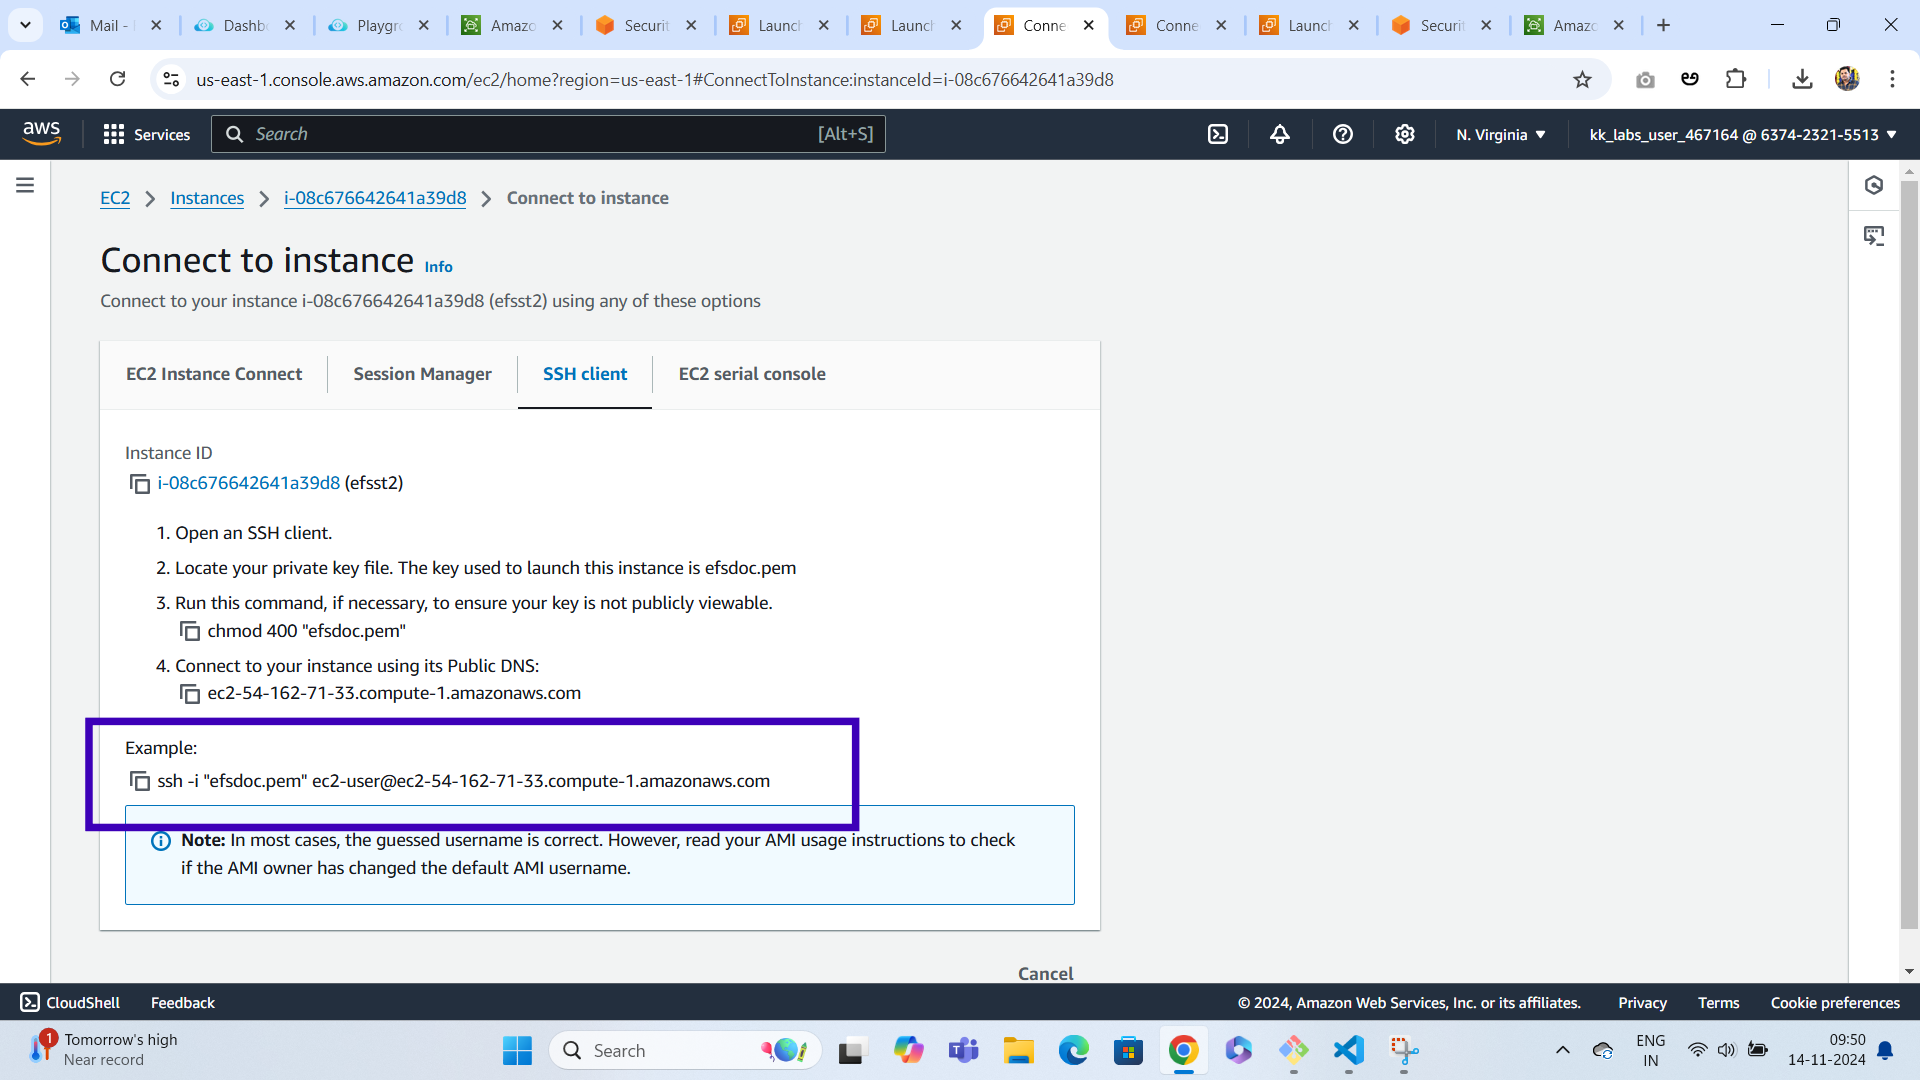 Mail -
Dashb
Playgr
Amazo
Securit
Launch
Launch
Conne
Conne
Launch
Securit
Amazo
us-east-1.console.aws.amazon.com/ec2/home?region=us-east-1#ConnectToInstance:instanceId=i-08c676642641a39d8
aws
Services
Search
[Alt+S]
N. Virginia
kk_labs_user_467164 @ 6374-2321-5513
EC2
Instances
i-08c676642641a39d8
Connect to instance
Connect to instance Info
Connect to your instance i-08c676642641a39d8 (efsst2) using any of these options
EC2 Instance Connect
Session Manager
SSH client
EC2 serial console
Instance ID
i-08c676642641a39d8 (efsst2)
1. Open an SSH client.
2. Locate your private key file. The key used to launch this instance is efsdoc.pem
3. Run this command, if necessary, to ensure your key is not publicly viewable.
chmod 400 "efsdoc.pem"
4. Connect to your instance using its Public DNS:
ec2-54-162-71-33.compute-1.amazonaws.com
Example:
ssh -i "efsdoc.pem" ec2-user@ec2-54-162-71-33.compute-1.amazonaws.com
Note: In most cases, the guessed username is correct. However, read your AMI usage instructions to check
if the AMI owner has changed the default AMI username.
Cancel
CloudShell
Feedback
© 2024, Amazon Web Services, Inc. or its affiliates.
Privacy
Terms
Cookie preferences
1
Tomorrow's high
Near record
Search
ENG
IN
09:50
14-11-2024